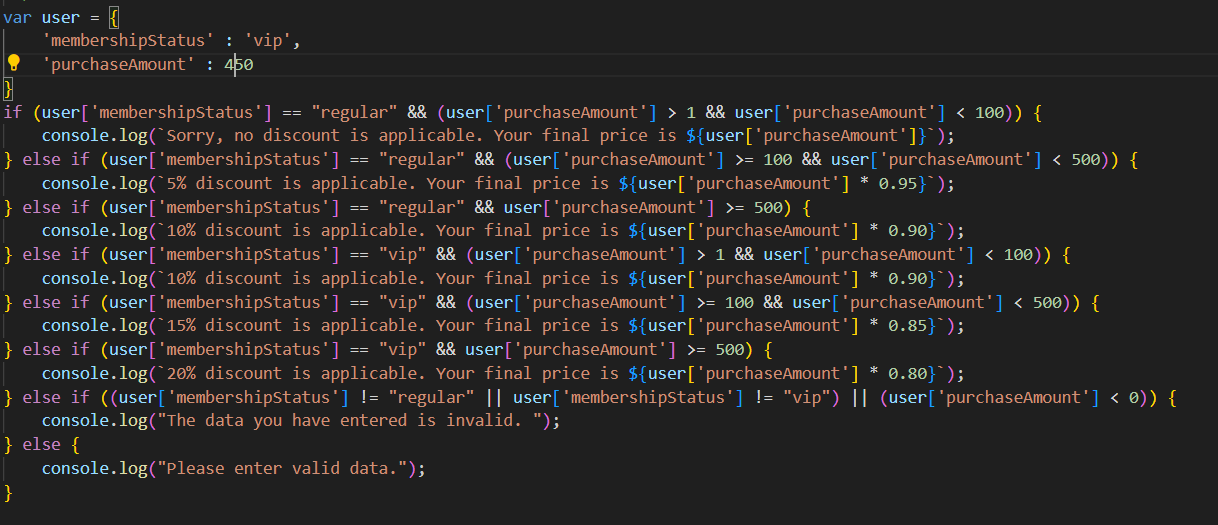 var user = {
    'membershipStatus' : 'vip',
    'purchaseAmount' : 450
}
if (user['membershipStatus'] == "regular" && (user['purchaseAmount'] > 1 && user['purchaseAmount'] < 100)) {
    console.log(`Sorry, no discount is applicable. Your final price is ${user['purchaseAmount']}`);
} else if (user['membershipStatus'] == "regular" && (user['purchaseAmount'] >= 100 && user['purchaseAmount'] < 500)) {
    console.log(`5% discount is applicable. Your final price is ${user['purchaseAmount'] * 0.95}`);
} else if (user['membershipStatus'] == "regular" && user['purchaseAmount'] >= 500) {
    console.log(`10% discount is applicable. Your final price is ${user['purchaseAmount'] * 0.90}`);
} else if (user['membershipStatus'] == "vip" && (user['purchaseAmount'] > 1 && user['purchaseAmount'] < 100)) {
    console.log(`10% discount is applicable. Your final price is ${user['purchaseAmount'] * 0.90}`);
} else if (user['membershipStatus'] == "vip" && (user['purchaseAmount'] >= 100 && user['purchaseAmount'] < 500)) {
    console.log(`15% discount is applicable. Your final price is ${user['purchaseAmount'] * 0.85}`);
} else if (user['membershipStatus'] == "vip" && user['purchaseAmount'] >= 500) {
    console.log(`20% discount is applicable. Your final price is ${user['purchaseAmount'] * 0.80}`);
} else if ((user['membershipStatus'] != "regular" || user['membershipStatus'] != "vip") || (user['purchaseAmount'] < 0)) {
    console.log("The data you have entered is invalid. ");
} else {
    console.log("Please enter valid data.");
}